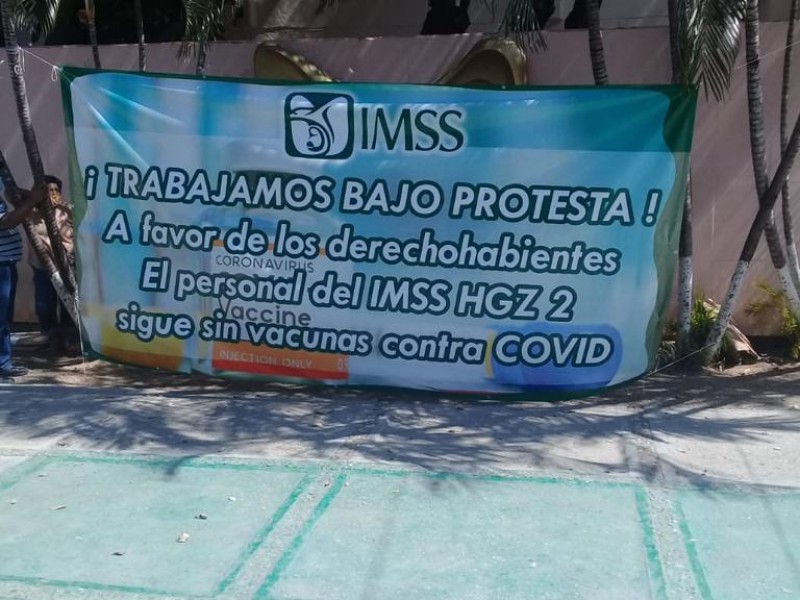 IMSS
¡ TRABAJAMOS BAJO PROTESTA !
A favor de los derechohabientes
CORONAVIRUS
El personal del IMSS HGZ 2
Vaccine
sigue sin vacunas contra COVID
INJECTION ONLY